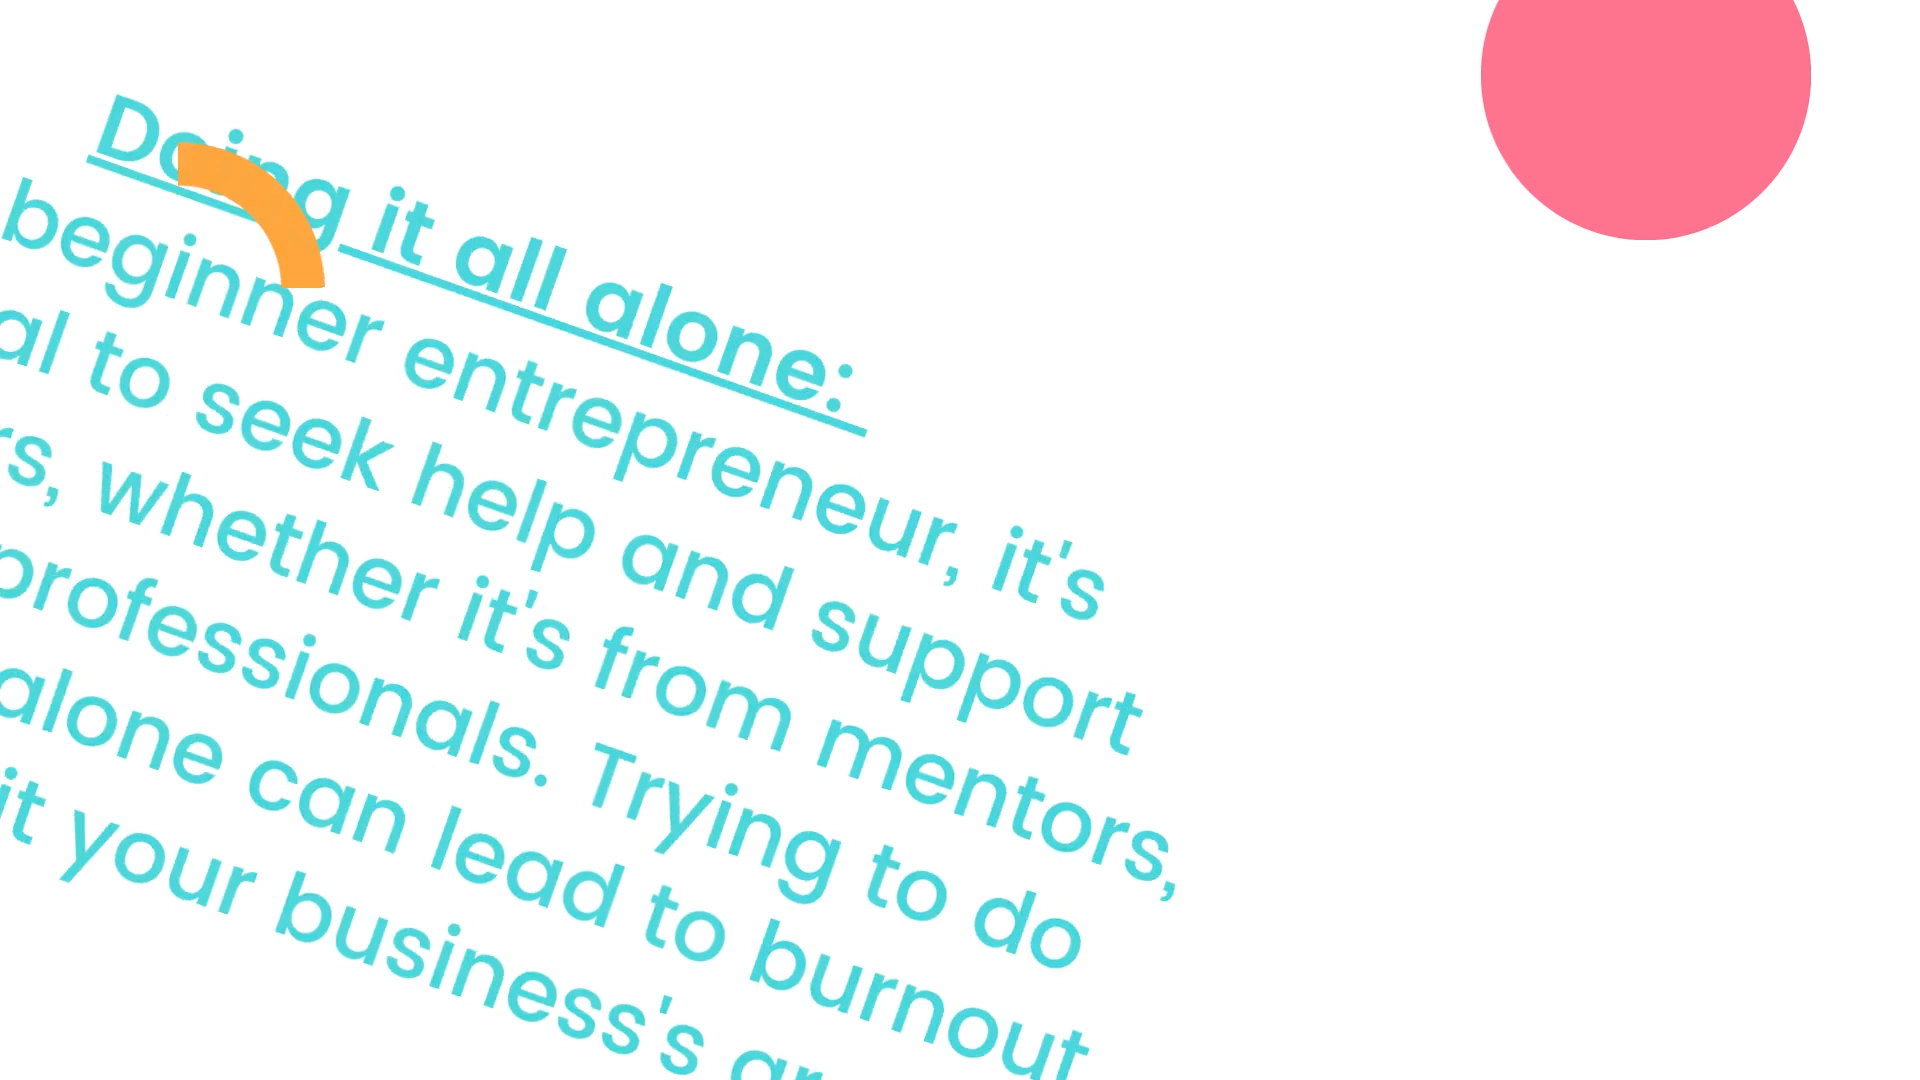 Doing it all alone:
beginner entrepreneur, it's
al to seek help and support
rs, whether it's from mentors,
professionals. Trying to do
alone can lead to burnout
it your business's gr